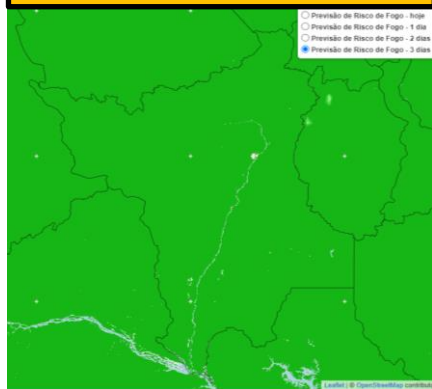 Previsão de Risco de Fogo - hoje
Previsão de Risco de Fogo - 1 dia
Previsão de Risco de Fogo - 2 dias
Previsão de Risco de Fogo - 3 dias
Leaflet | © OpenStreetMap contributo